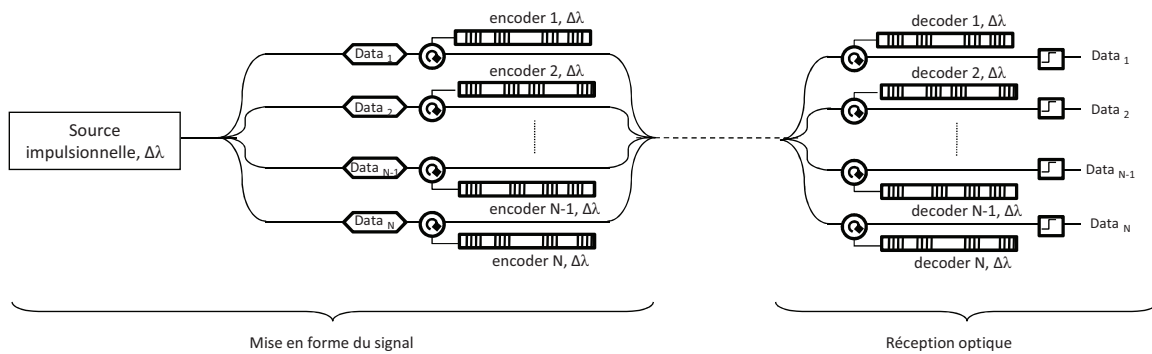 encoder 1, Δλ
decoder 1, Δλ
Data 1
Data 1
encoder 2, Δλ
decoder 2, Δλ
Data 2
Data 2
Source
impulsionnelle, Δλ
Data N-1
Data N-1
encoder N-1, Δλ
decoder N-1, Δλ
Data N
Data N
encoder N, Δλ
decoder N, Δλ
Mise en forme du signal
Réception optique